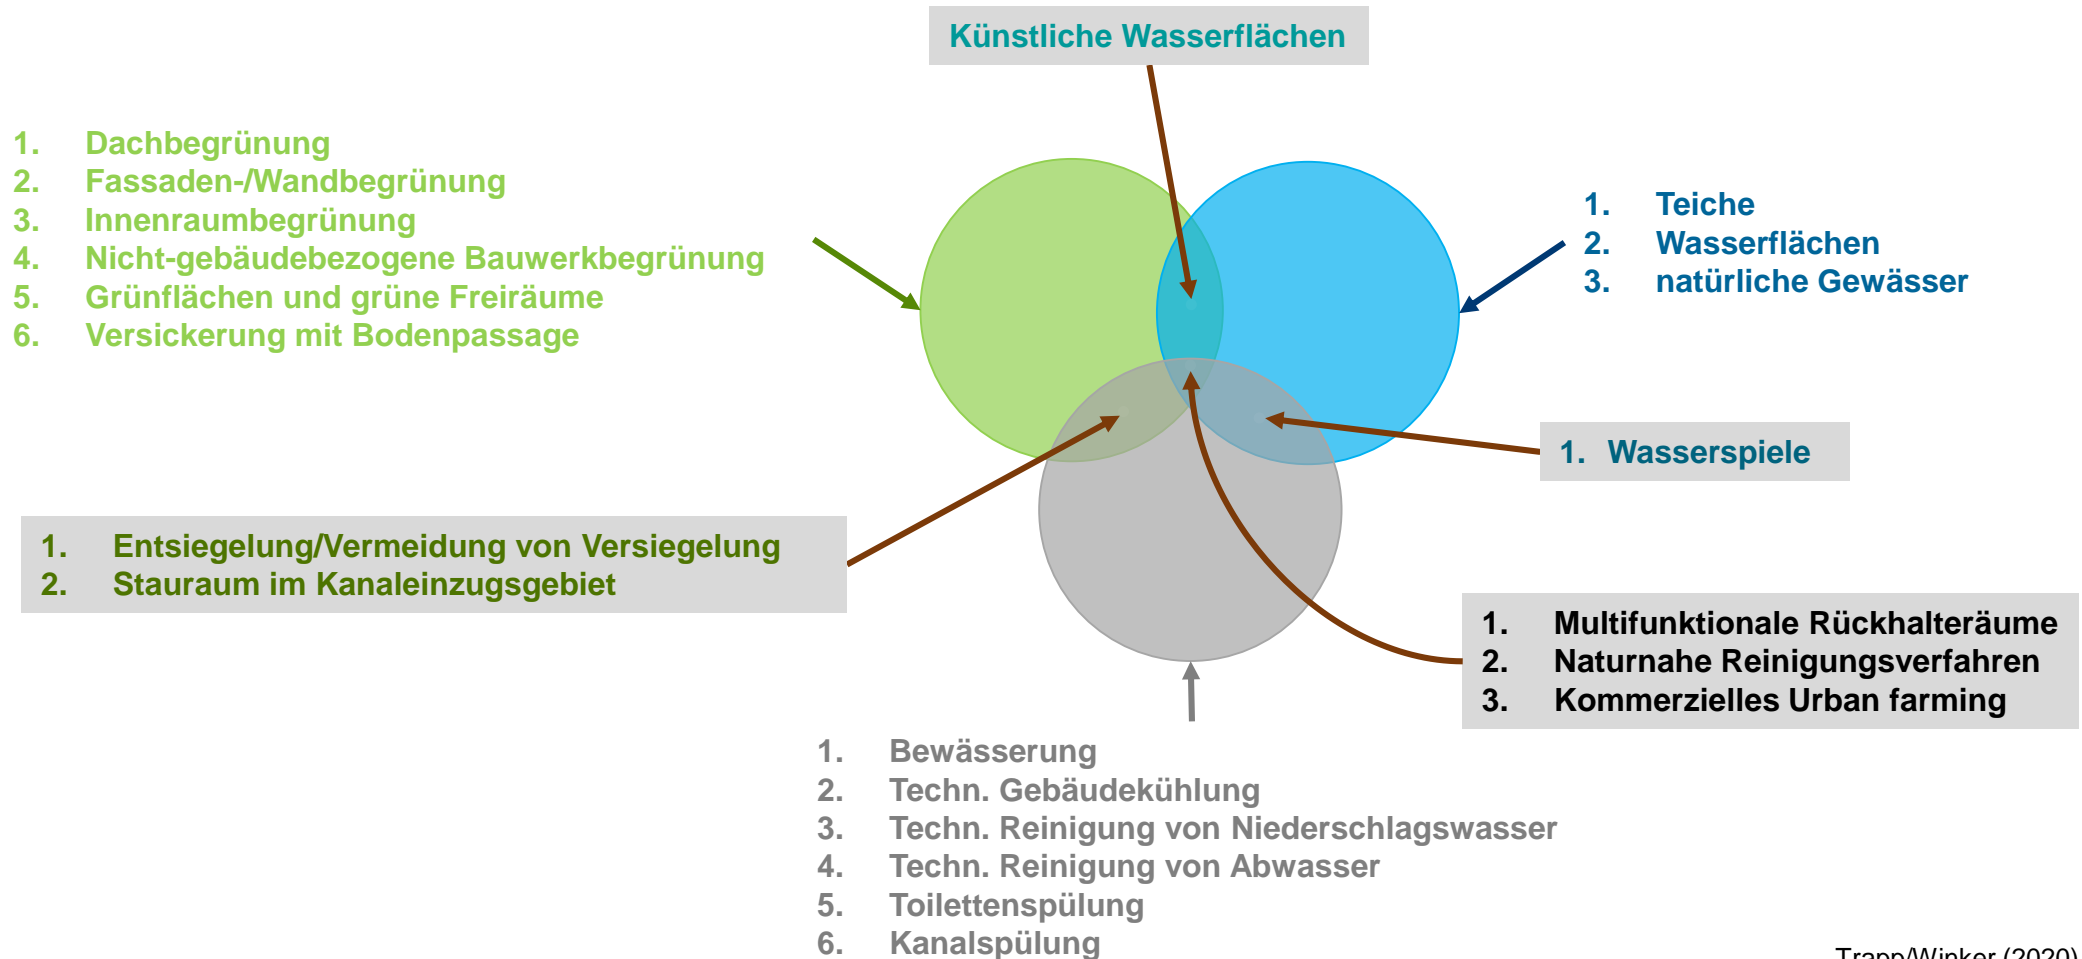 Künstliche Wasserflächen
1. Dachbegrünung
2. Fassaden-/Wandbegrünung
3. Innenraumbegrünung
4. Nicht-gebäudebezogene Bauwerkbegrünung
5. Grünflächen und grüne Freiräume
6. Versickerung mit Bodenpassage
1. Teiche
2. Wasserflächen
3. natürliche Gewässer
1. Wasserspiele
1. Entsiegelung/Vermeidung von Versiegelung
2. Stauraum im Kanaleinzugsgebiet
1. Multifunktionale Rückhalteräume
2. Naturnahe Reinigungsverfahren
3. Kommerzielles Urban farming
1. Bewässerung
2. Techn. Gebäudekühlung
3. Techn. Reinigung von Niederschlagswasser
4. Techn. Reinigung von Abwasser
5. Toilettenspülung
6. Kanalspülung
Trapp/Winker (2020)